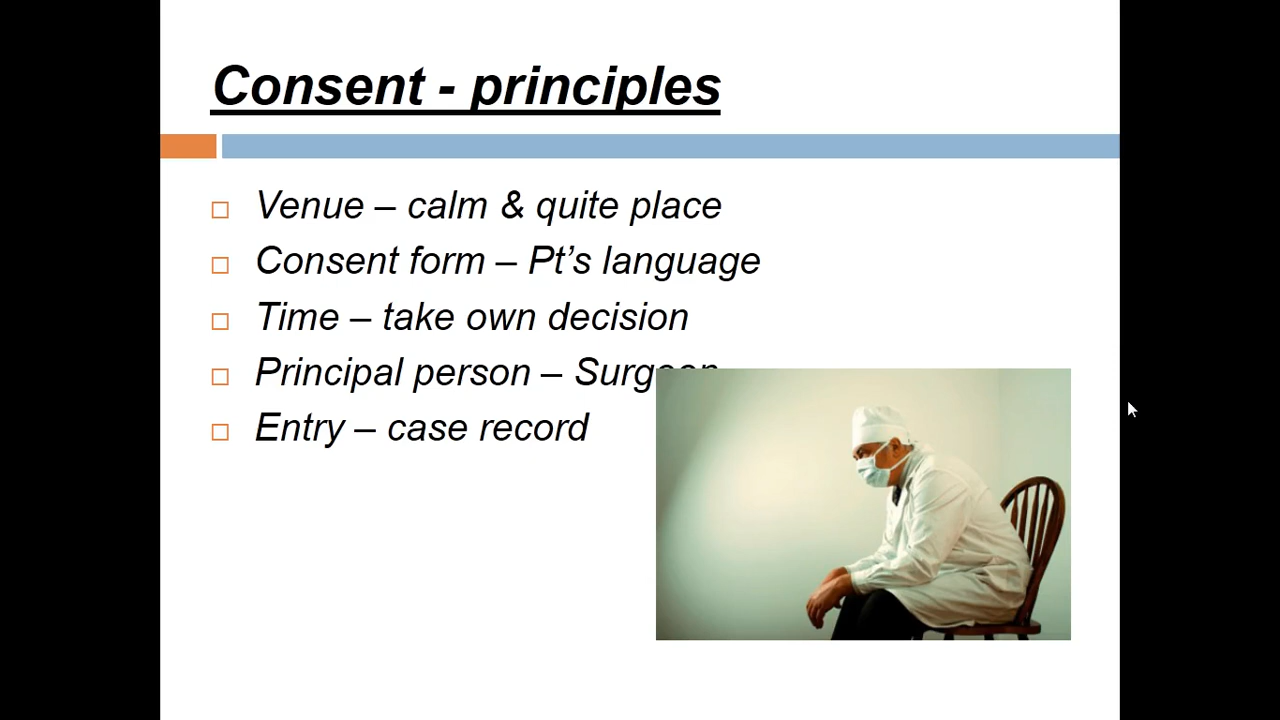 Consent - principles
Venue – calm & quite place
Consent form – Pt's language
Time – take own decision
Principal person – Surgeon
Entry – case record